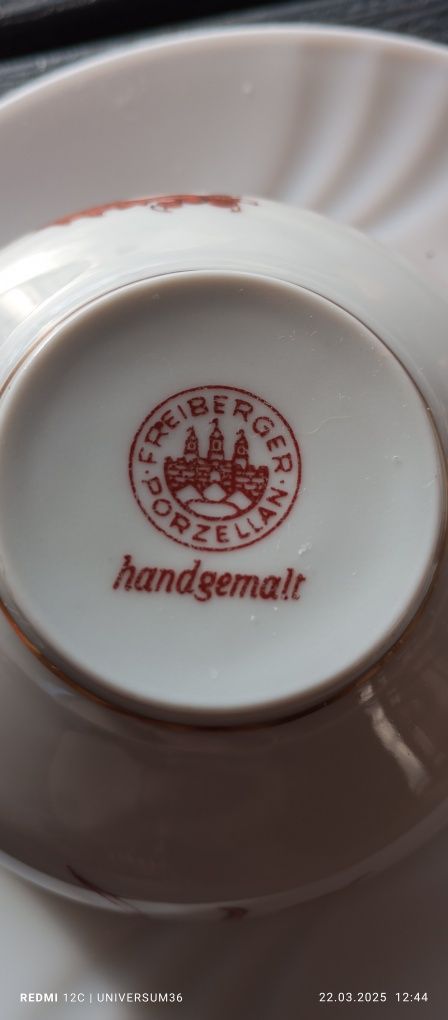 FREIBERGER
PORZELLAN
handgemalt
REDMI 12C | UNIVERSUM36
22.03.2025 12:44